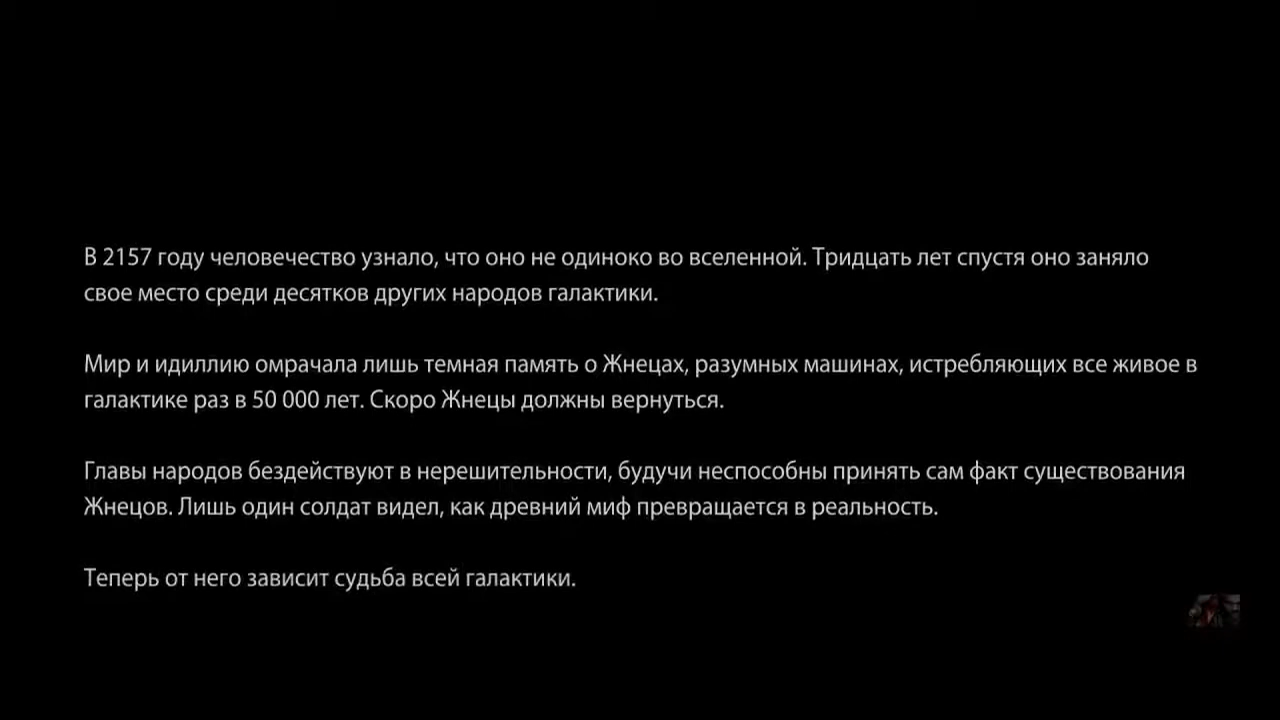 В 2157 году человечество узнало, что оно не одиноко во вселенной. Тридцать лет спустя оно заняло
свое место среди десятков других народов галактики.
Мир и идиллию омрачала лишь темная память о Жнецах, разумных машинах, истребляющих все живое в
галактике раз в 50 000 лет. Скоро Жнецы должны вернуться.
Главы народов бездействуют в нерешительности, будучи неспособны принять сам факт существования
Жнецов. Лишь один солдат видел, как древний миф превращается в реальность.
Теперь от него зависит судьба всей галактики.